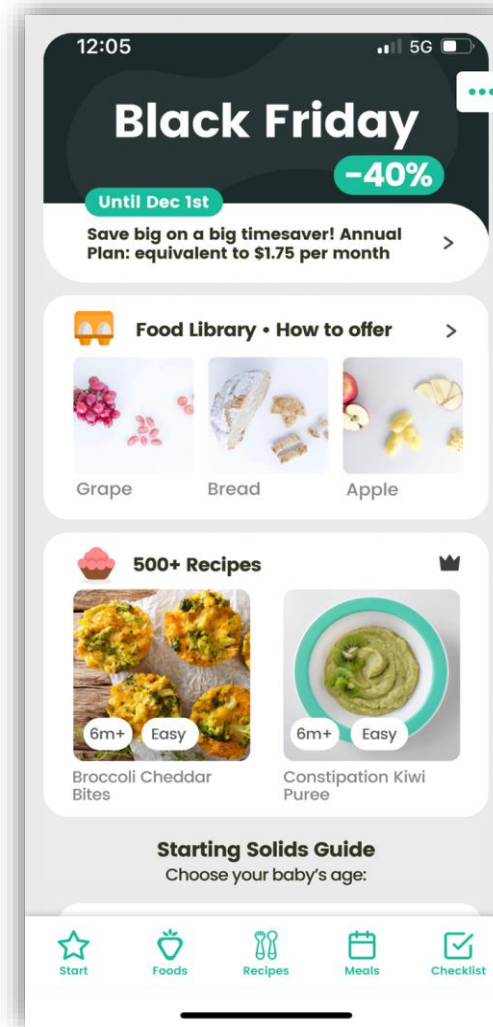 12:05
5G
Black Friday
-40%
Until Dec 1st
Save big on a big timesaver! Annual
Plan: equivalent to $1.75 per month
Food Library • How to offer
Grape
Bread
Apple
500+ Recipes
6m+
Easy
6m+
Easy
Broccoli Cheddar
Bites
Constipation Kiwi
Puree
Starting Solids Guide
Choose your baby's age:
Start
Foods
Recipes
Meals
Checklist